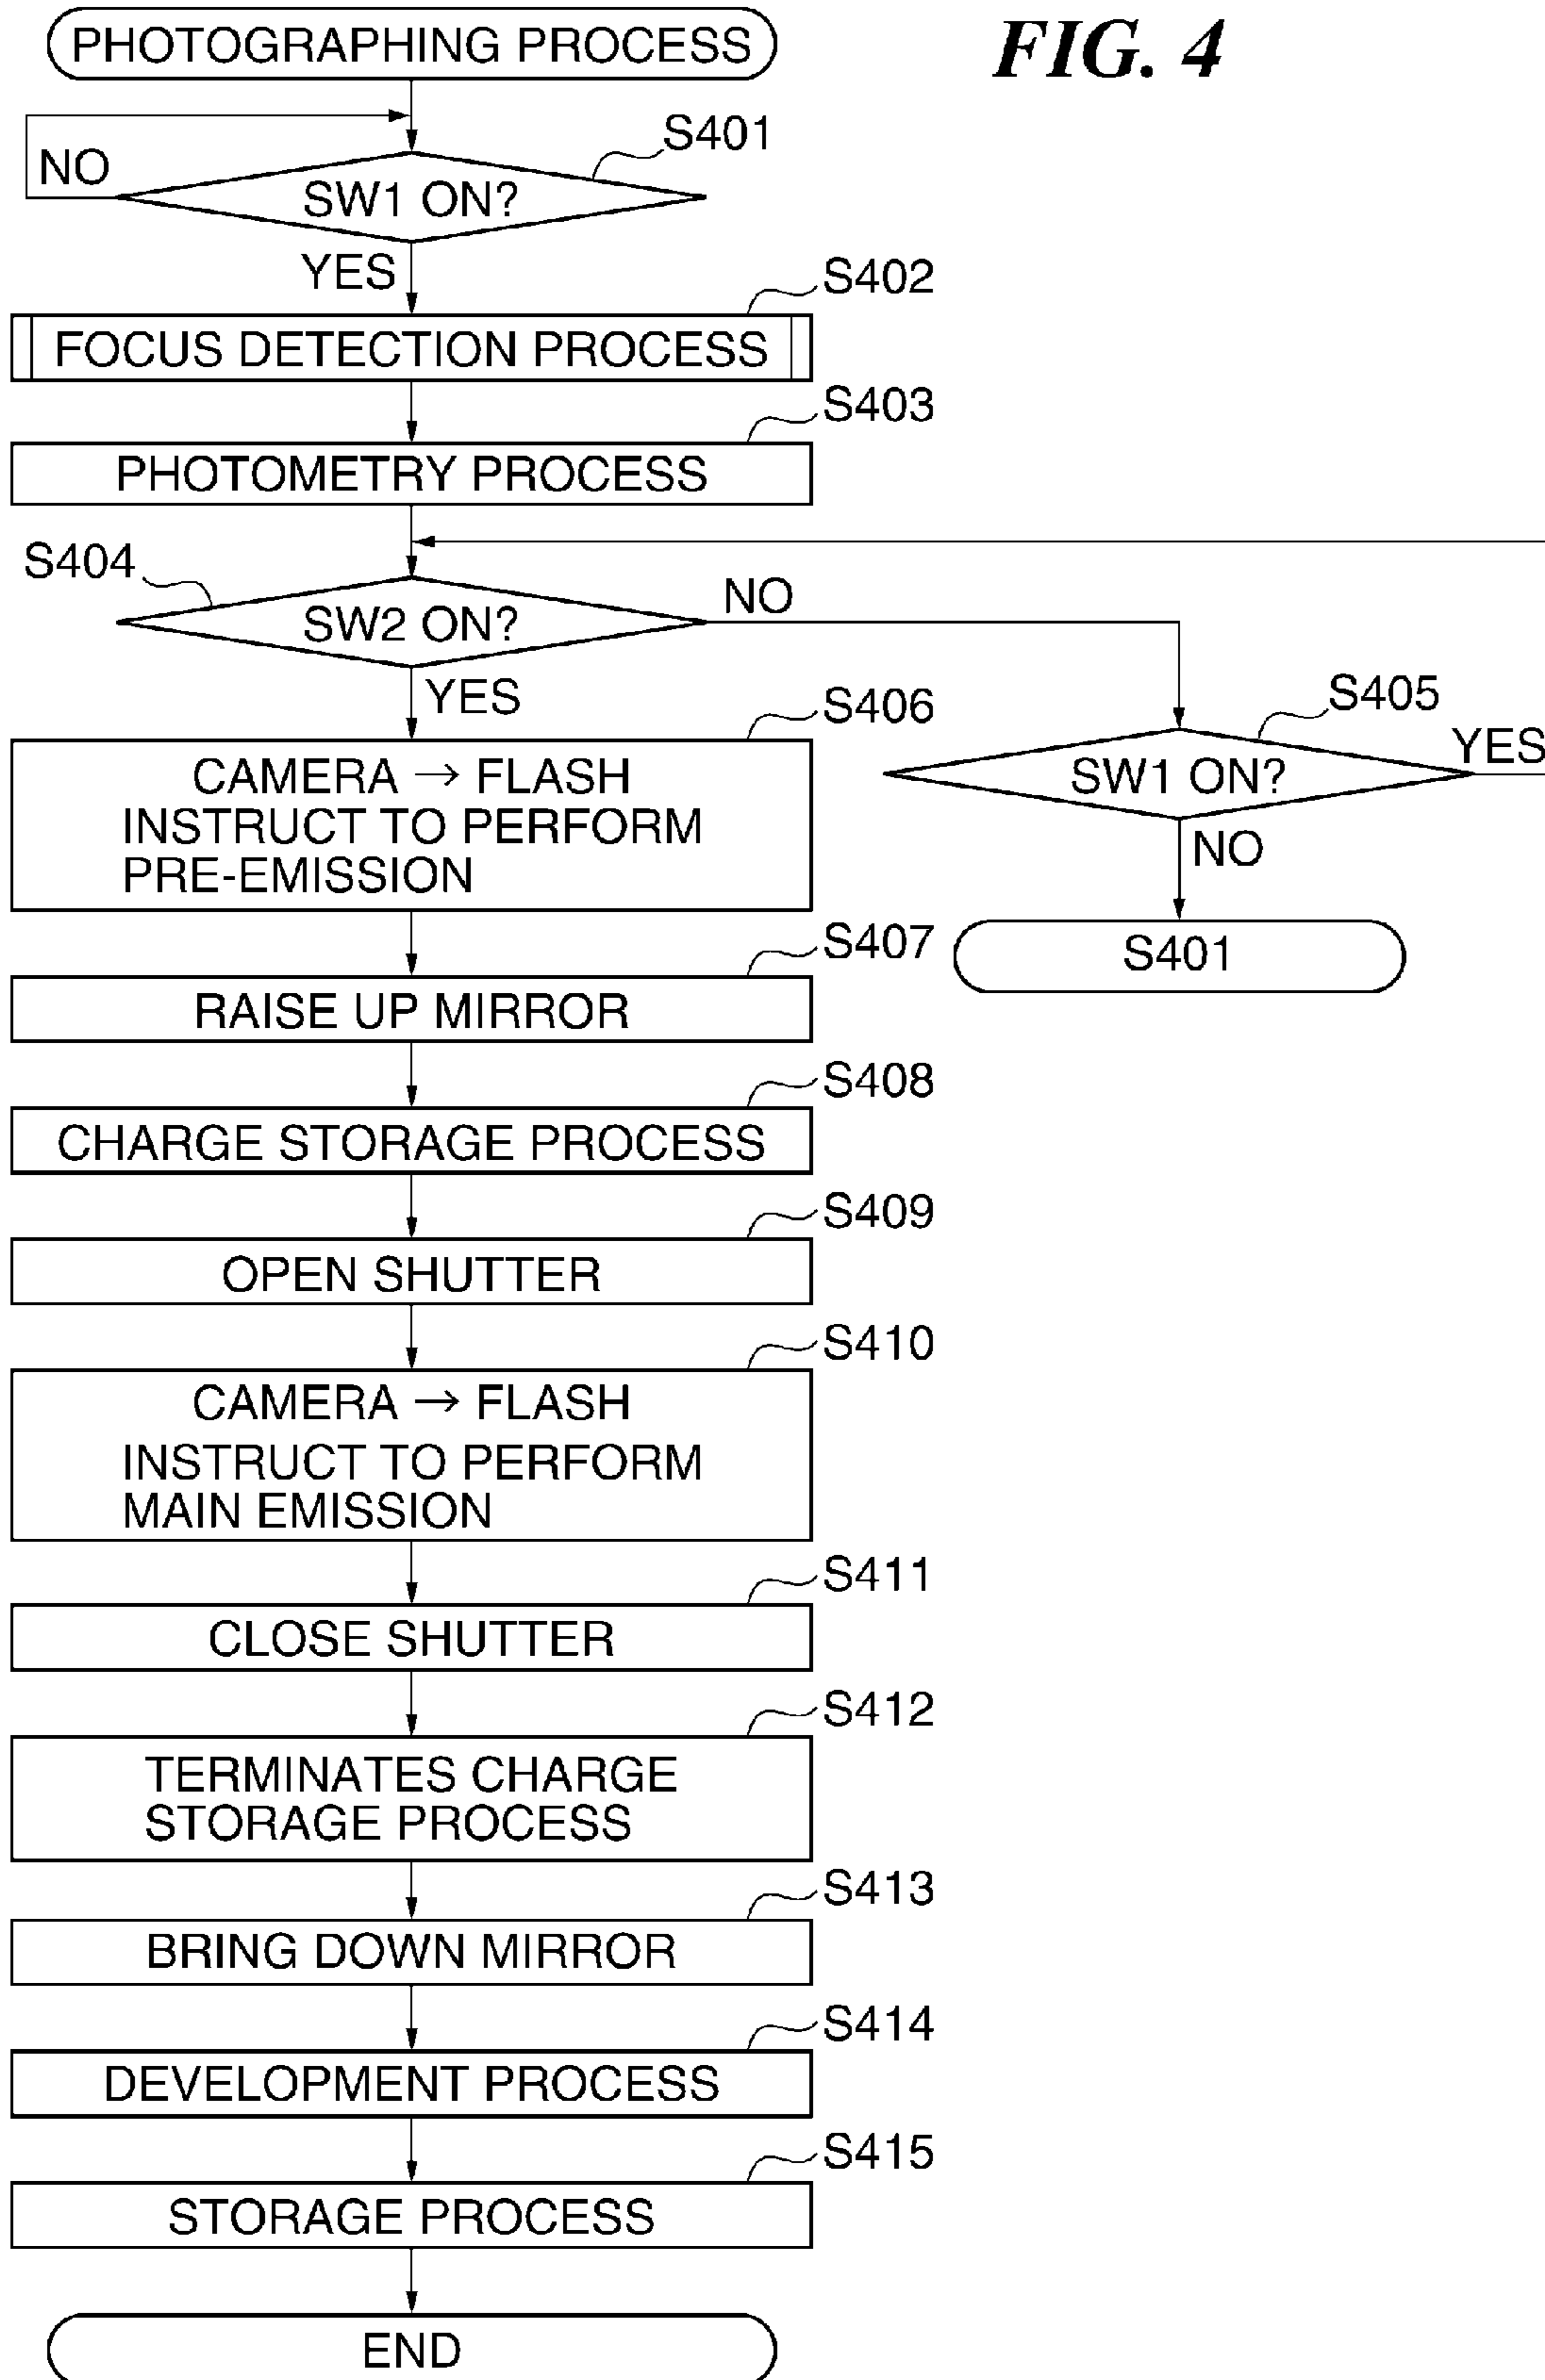 PHOTOGRAPHING PROCESS
FIG. 4
S401
NO
SW1 ON?
YES
S402
FOCUS DETECTION PROCESS
S403
PHOTOMETRY PROCESS
S404
SW2 ON?
NO
YES
S405
SW1 ON?
YES
NO
S401
S406
CAMERA → FLASH
INSTRUCT TO PERFORM
PRE-EMISSION
S407
RAISE UP MIRROR
S408
CHARGE STORAGE PROCESS
S409
OPEN SHUTTER
S410
CAMERA → FLASH
INSTRUCT TO PERFORM
MAIN EMISSION
S411
CLOSE SHUTTER
S412
TERMINATES CHARGE
STORAGE PROCESS
S413
BRING DOWN MIRROR
S414
DEVELOPMENT PROCESS
S415
STORAGE PROCESS
END